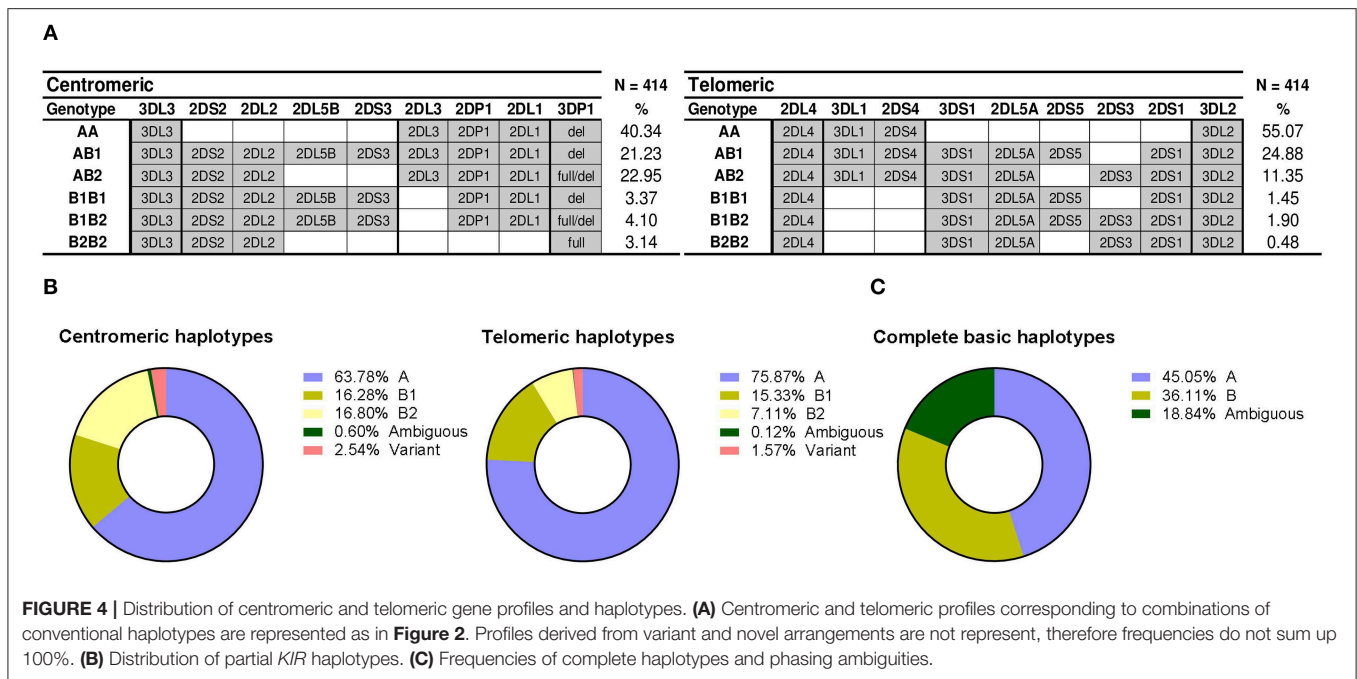 A
Centromeric N = 414
Genotype 3DL3 2DS2 2DL2 2DL5B 2DS3 2DL3 2DP1 2DL1 3DP1 %
AA 3DL3 2DL3 2DP1 2DL1 del 40.34
AB1 3DL3 2DS2 2DL2 2DL5B 2DS3 2DL3 2DP1 2DL1 del 21.23
AB2 3DL3 2DS2 2DL2 2DL3 2DP1 2DL1 full/del 22.95
B1B1 3DL3 2DS2 2DL2 2DL5B 2DS3 2DP1 2DL1 del 3.37
B1B2 3DL3 2DS2 2DL2 2DL5B 2DS3 2DP1 2DL1 full/del 4.10
B2B2 3DL3 2DS2 2DL2 full 3.14
Telomeric N = 414
Genotype 2DL4 3DL1 2DS4 3DS1 2DL5A 2DS5 2DS3 2DS1 3DL2 %
AA 2DL4 3DL1 2DS4 3DL2 55.07
AB1 2DL4 3DL1 2DS4 3DS1 2DL5A 2DS5 2DS1 3DL2 24.88
AB2 2DL4 3DL1 2DS4 3DS1 2DL5A 2DS3 2DS1 3DL2 11.35
B1B1 2DL4 3DS1 2DL5A 2DS5 2DS1 3DL2 1.45
B1B2 2DL4 3DS1 2DL5A 2DS5 2DS3 2DS1 3DL2 1.90
B2B2 2DL4 3DS1 2DL5A 2DS3 2DS1 3DL2 0.48
B
Centromeric haplotypes
63.78% A
16.28% B1
16.80% B2
0.60% Ambiguous
2.54% Variant
Telomeric haplotypes
75.87% A
15.33% B1
7.11% B2
0.12% Ambiguous
1.57% Variant
C
Complete basic haplotypes
45.05% A
36.11% B
18.84% Ambiguous
FIGURE 4 | Distribution of centromeric and telomeric gene profiles and haplotypes. (A) Centromeric and telomeric profiles corresponding to combinations of
conventional haplotypes are represented as in Figure 2. Profiles derived from variant and novel arrangements are not represent, therefore frequencies do not sum up
100%. (B) Distribution of partial KIR haplotypes. (C) Frequencies of complete haplotypes and phasing ambiguities.